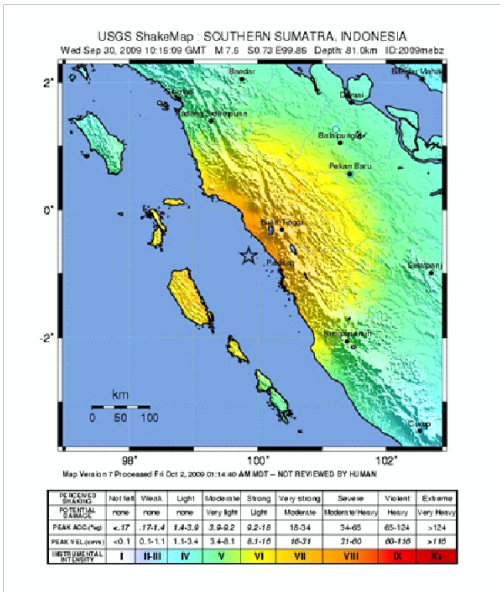 USGS ShakeMap : SOUTHERN SUMATRA, INDONESIA
Wed Sep 30, 2009 10:16:09 GMT M 7.6 S0.73 E99.86 Depth: 81.0km ID:2009mebz
Bandar
2°
Pekan Baru
0°
Bukit Tinggi
Padang
-2°
km
0 50 100
98° 100° 102°
Map Version 7 Processed Fri Oct 2, 2009 01:14:40 AM MDT -- NOT REVIEWED BY HUMAN
PERCEIVED SHAKING Not felt Weak Light Moderate Strong Very strong Severe Violent Extreme
POTENTIAL DAMAGE none none none Very light Light Moderate Moderate/Heavy Heavy Very Heavy
PEAK ACC.(%g) <.17 .17-1.4 1.4-3.9 3.9-9.2 9.2-18 18-34 34-65 65-124 >124
PEAK VEL.(cm/s) <0.1 0.1-1.1 1.1-3.4 3.4-8.1 8.1-16 16-31 31-60 60-116 >116
INSTRUMENTAL INTENSITY I II-III IV V VI VII VIII IX X+